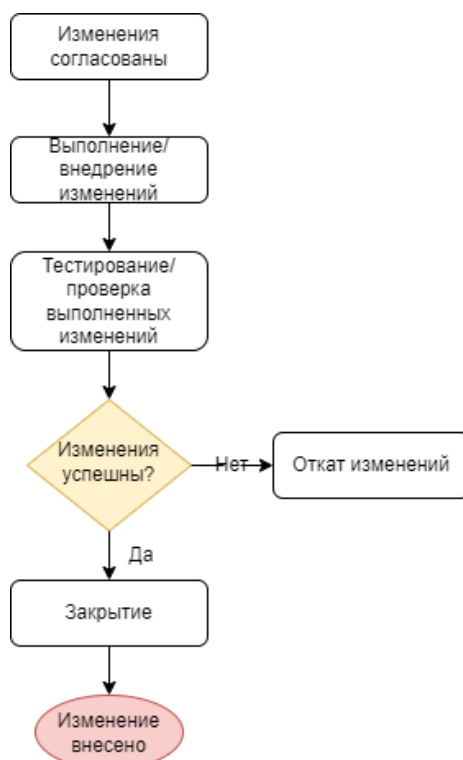 Изменения
согласованы
Выполнение/
внедрение
изменений
Тестирование/
проверка
выполненных
изменений
Изменения
успешны?
Нет
Откат изменений
Да
Закрытие
Изменение
внесено